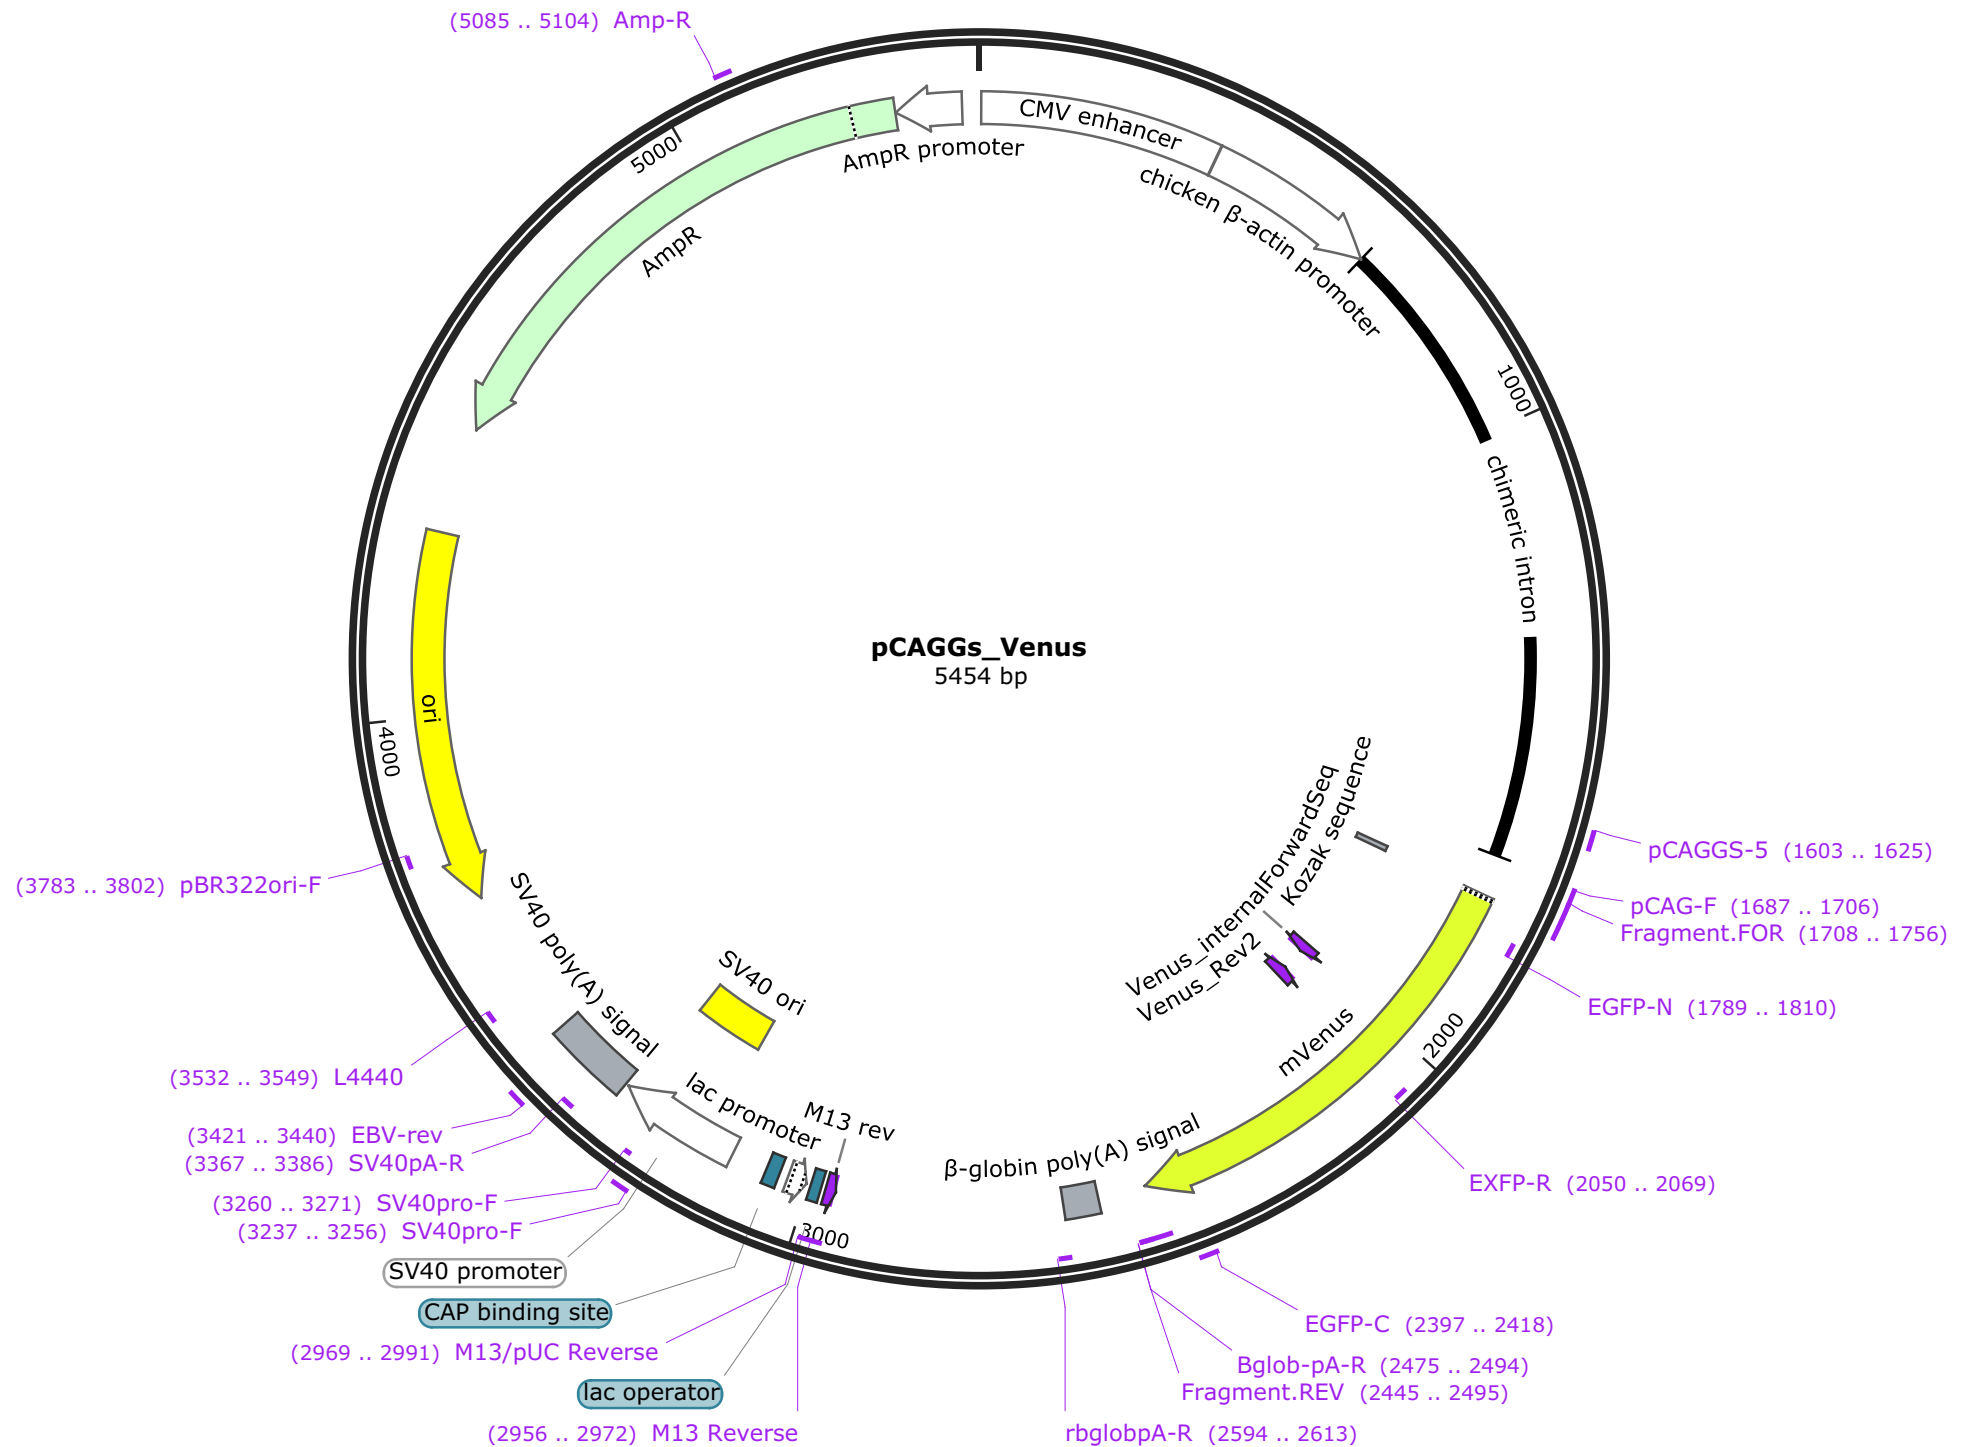 (5085 .. 5104) Amp-R
CMV enhancer
AmpR promoter
chicken β-actin promoter
5000
AmpR
1000
chimeric intron
pCAGGs_Venus
5454 bp
ori
4000
Venus_internalForwardSeq
Kozak sequence
Venus_Rev2
pCAGGS-5 (1603 .. 1625)
(3783 .. 3802) pBR322ori-F
pCAG-F (1687 .. 1706)
Fragment.FOR (1708 .. 1756)
SV40 poly(A) signal
SV40 ori
EGFP-N (1789 .. 1810)
mVenus
2000
(3532 .. 3549) L4440
lac promoter
M13 rev
β-globin poly(A) signal
(3421 .. 3440) EBV-rev
(3367 .. 3386) SV40pA-R
EXFP-R (2050 .. 2069)
(3260 .. 3271) SV40pro-F
(3237 .. 3256) SV40pro-F
3000
SV40 promoter
CAP binding site
EGFP-C (2397 .. 2418)
(2969 .. 2991) M13/pUC Reverse
Bglob-pA-R (2475 .. 2494)
lac operator
Fragment.REV (2445 .. 2495)
(2956 .. 2972) M13 Reverse
rbglobpA-R (2594 .. 2613)